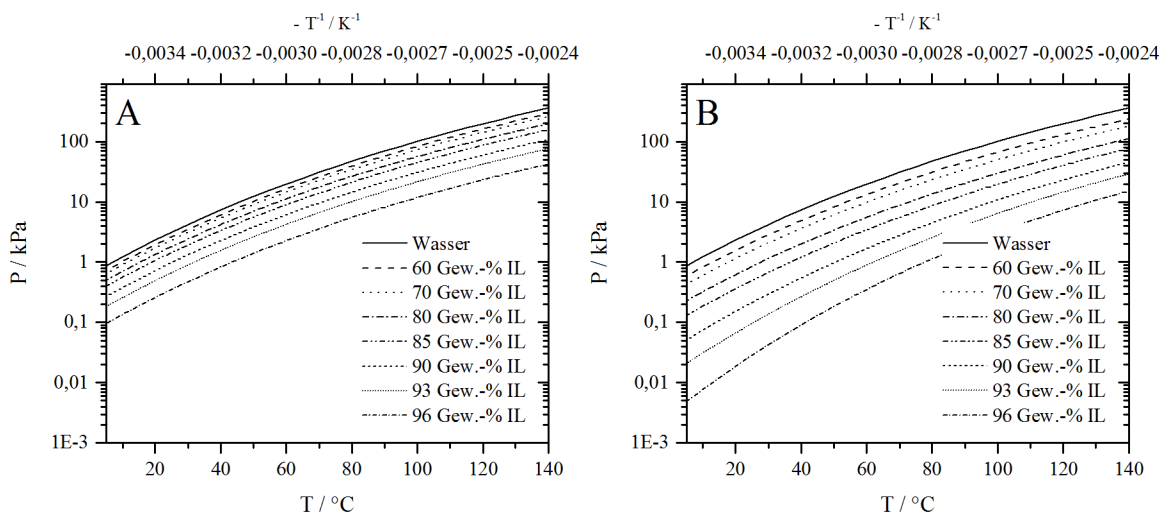 - T⁻¹ / K⁻¹
-0,0034 -0,0032 -0,0030 -0,0028 -0,0027 -0,0025 -0,0024
A
100
10
1
0,1
0,01
1E-3
P / kPa
Wasser
60 Gew.-% IL
70 Gew.-% IL
80 Gew.-% IL
85 Gew.-% IL
90 Gew.-% IL
93 Gew.-% IL
96 Gew.-% IL
20 40 60 80 100 120 140
T / °C
- T⁻¹ / K⁻¹
-0,0034 -0,0032 -0,0030 -0,0028 -0,0027 -0,0025 -0,0024
B
100
10
1
0,1
0,01
1E-3
P / kPa
Wasser
60 Gew.-% IL
70 Gew.-% IL
80 Gew.-% IL
85 Gew.-% IL
90 Gew.-% IL
93 Gew.-% IL
96 Gew.-% IL
20 40 60 80 100 120 140
T / °C